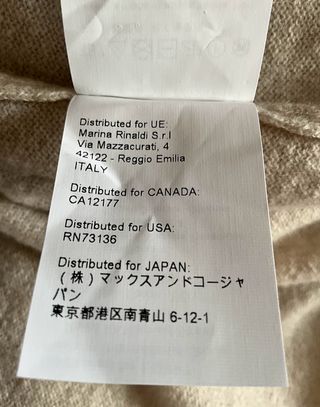 Distributed for UE:
Marina Rinaldi S.r.l
Via Mazzacurati, 4
42122 - Reggio Emilia
ITALY
Distributed for CANADA:
CA12177
Distributed for USA:
RN73136
Distributed for JAPAN:
(株)マックスアンドコージャ
パン
東京都港区南青山 6-12-1